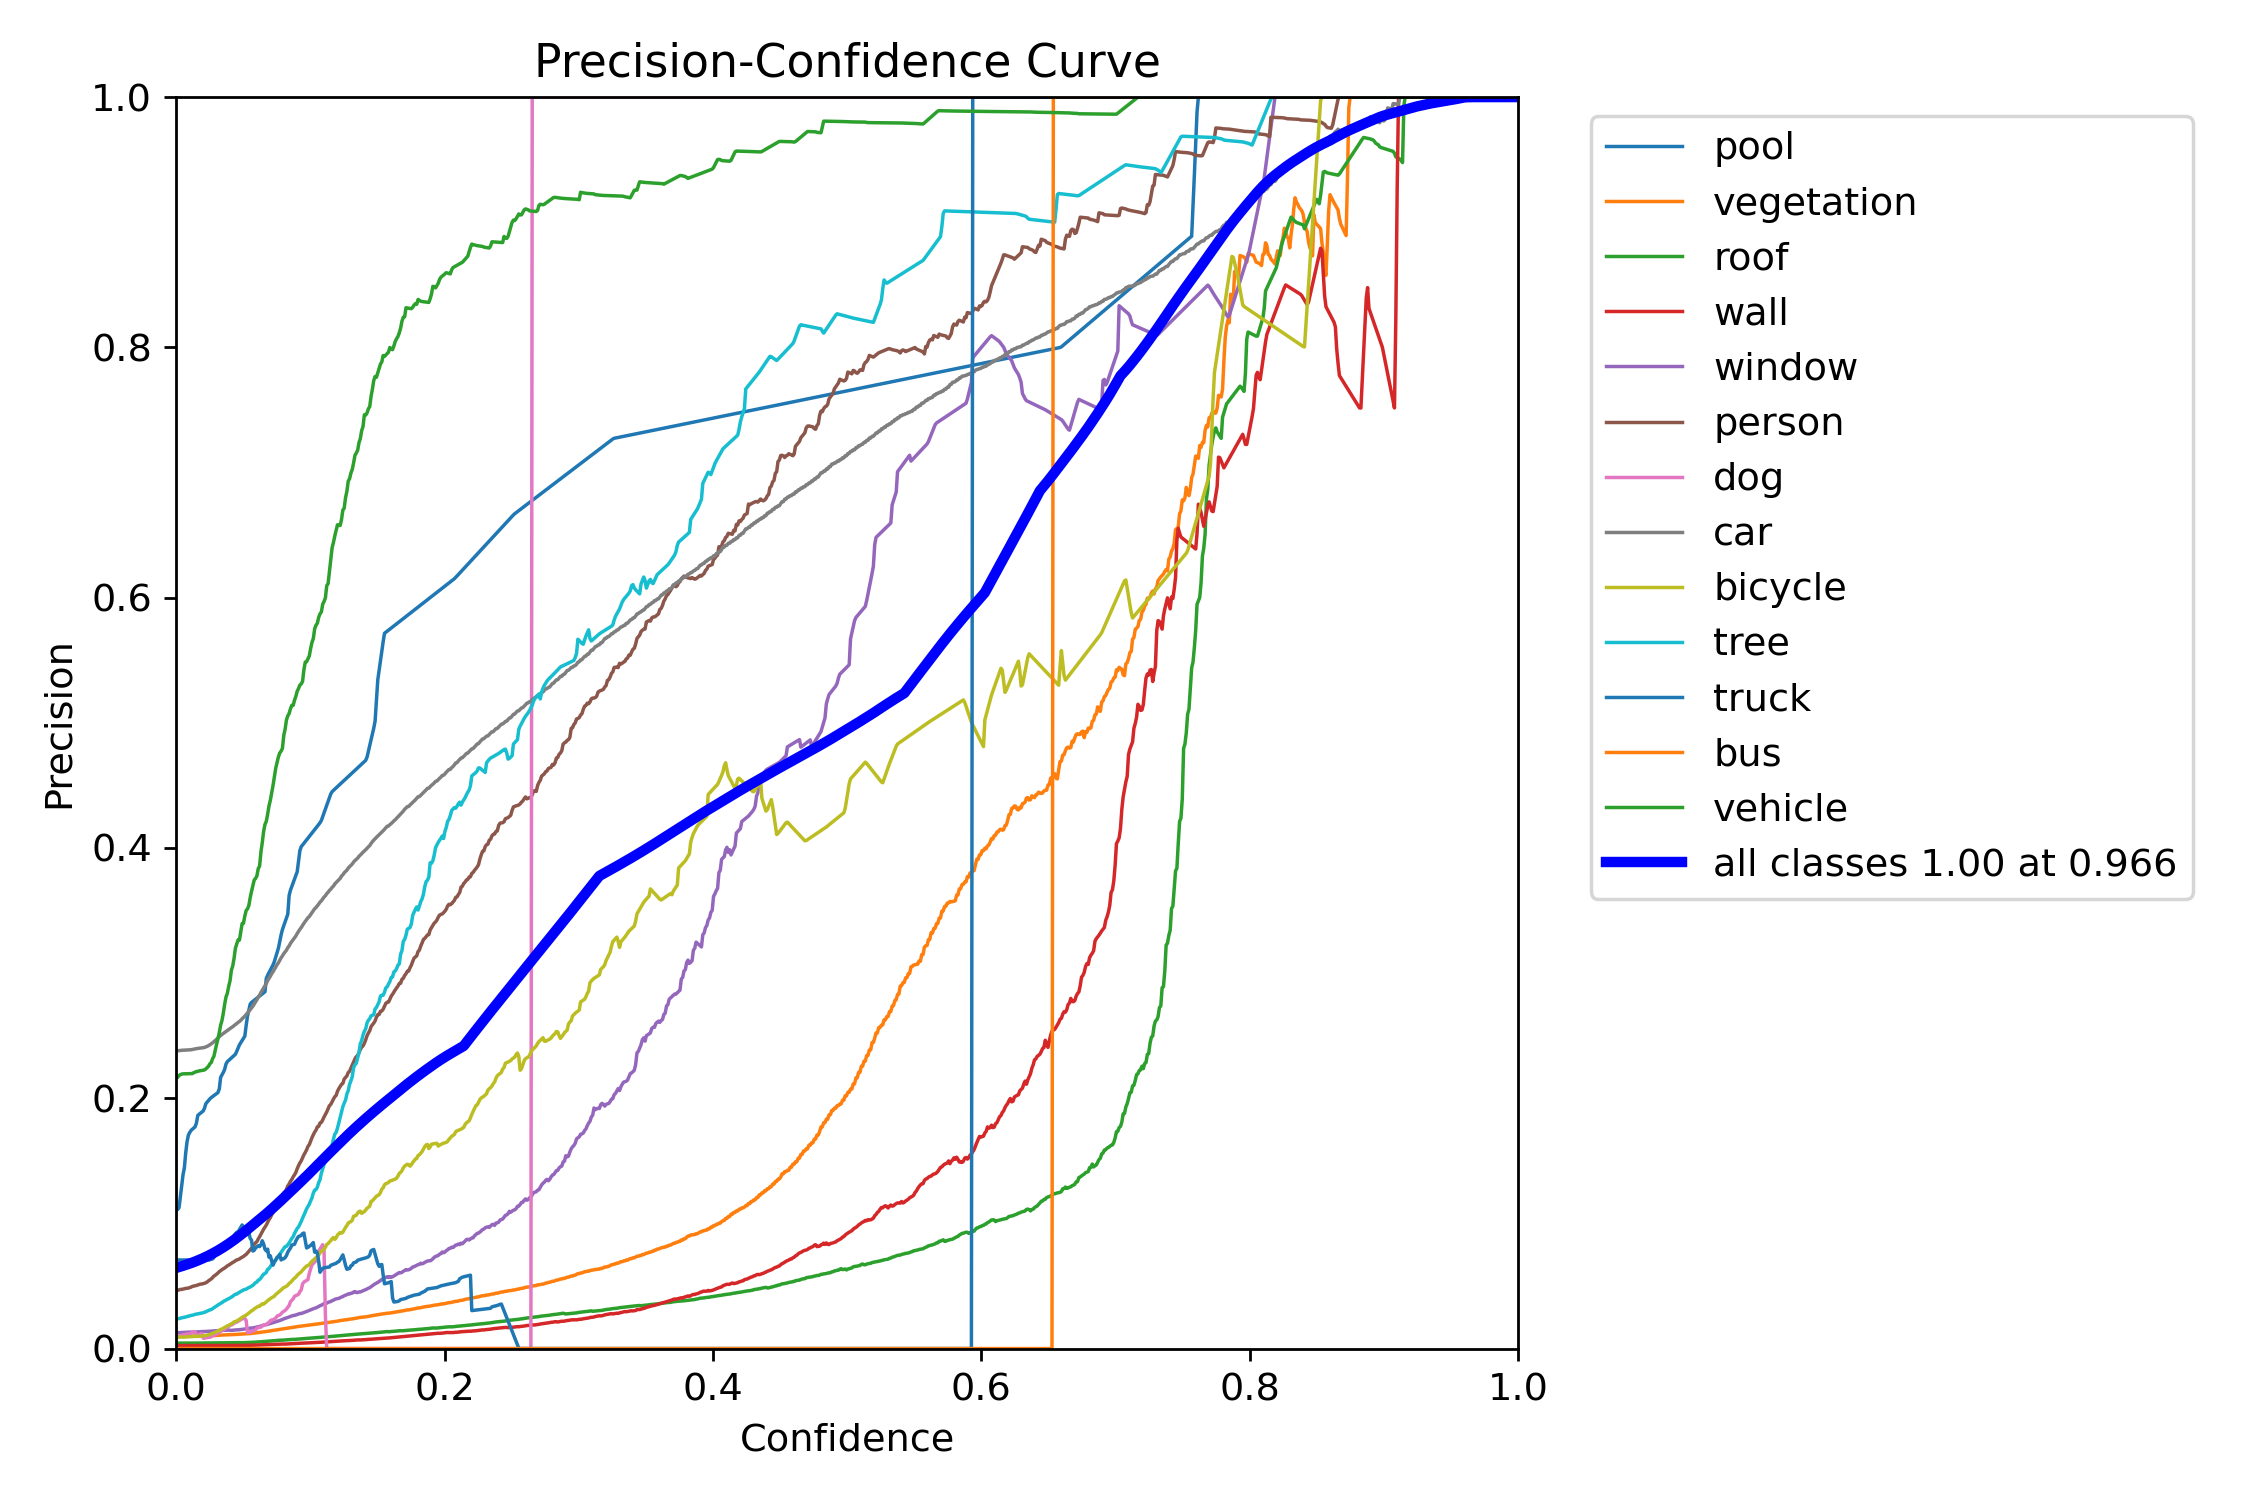 Precision-Confidence Curve
1.0
0.8
0.6
0.4
0.2
0.0
Precision
0.0 0.2 0.4 0.6 0.8 1.0
Confidence
pool
vegetation
roof
wall
window
person
dog
car
bicycle
tree
truck
bus
vehicle
all classes 1.00 at 0.966